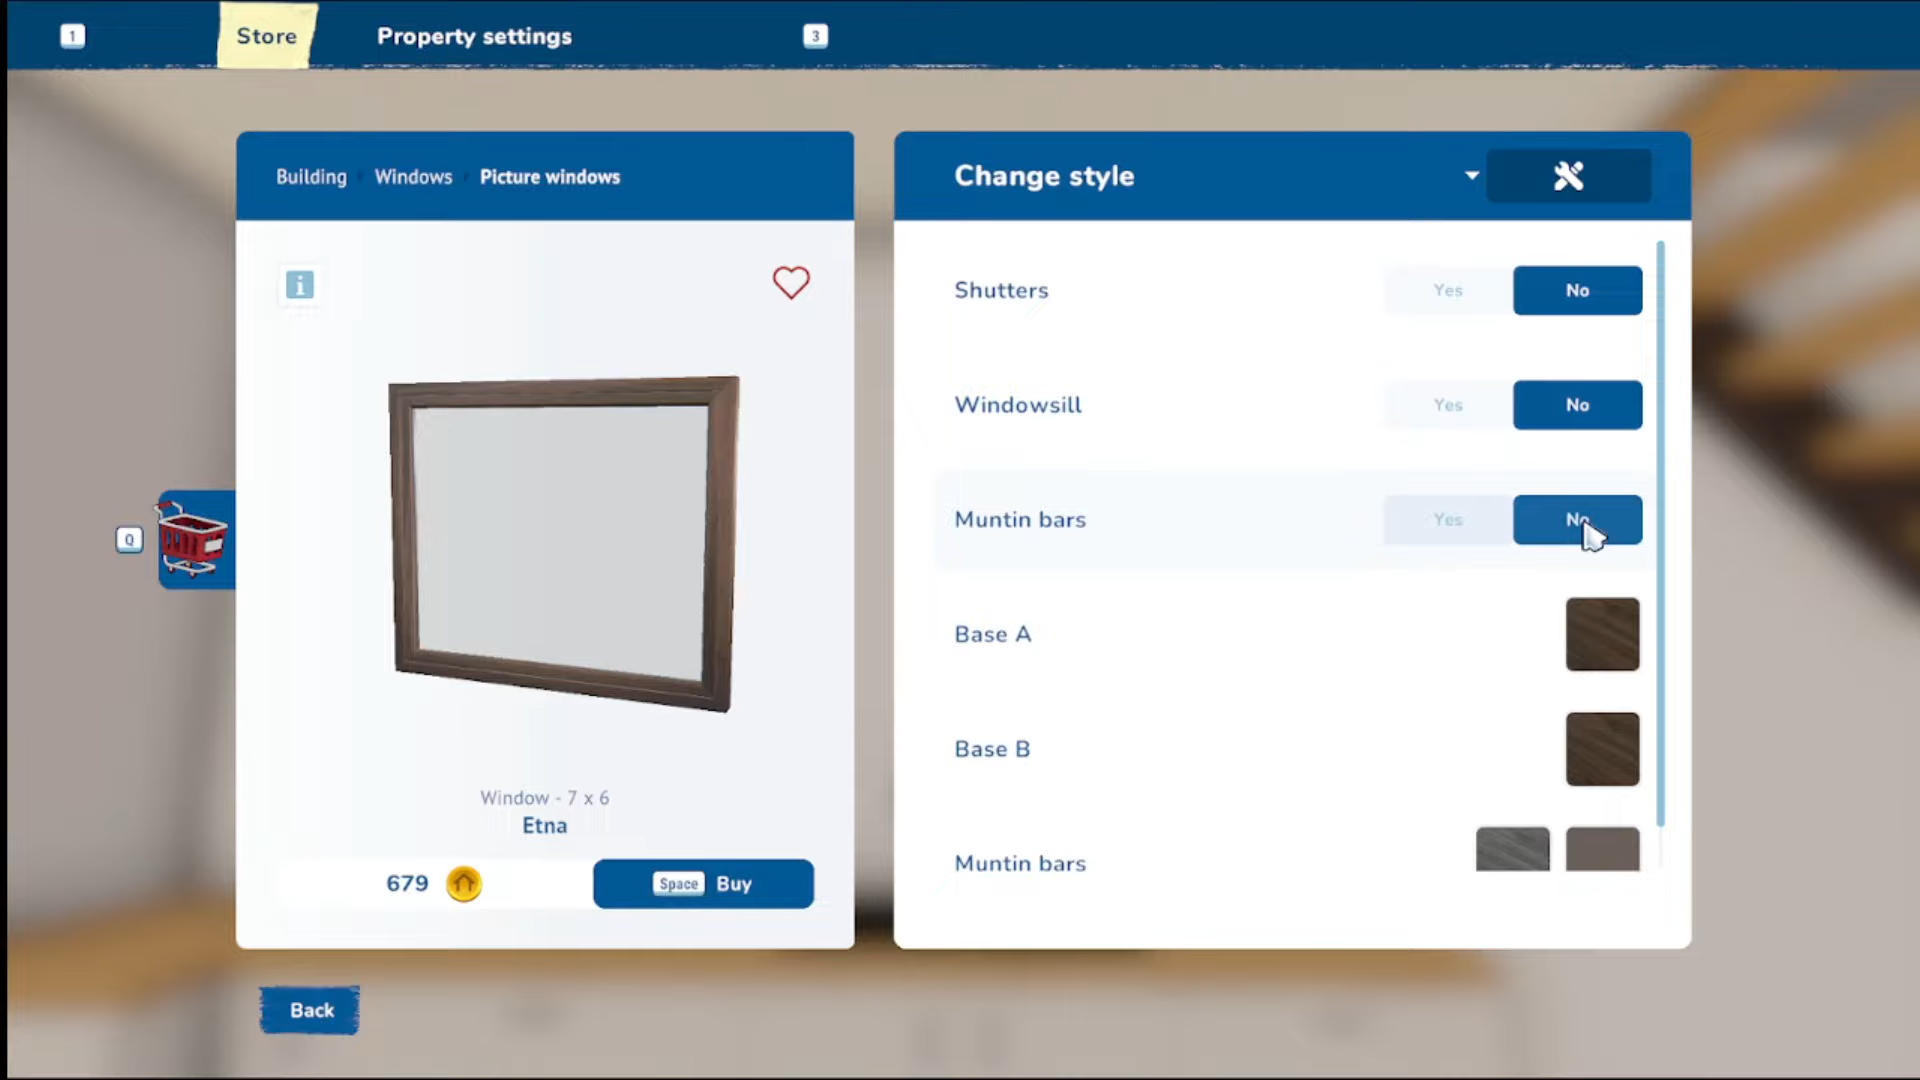 1 Store Property settings 3
Building Windows Picture windows
i
Window - 7 x 6
Etna
679 Space Buy
Q
Back
Change style
Shutters Yes No
Windowsill Yes No
Muntin bars Yes No
Base A
Base B
Muntin bars